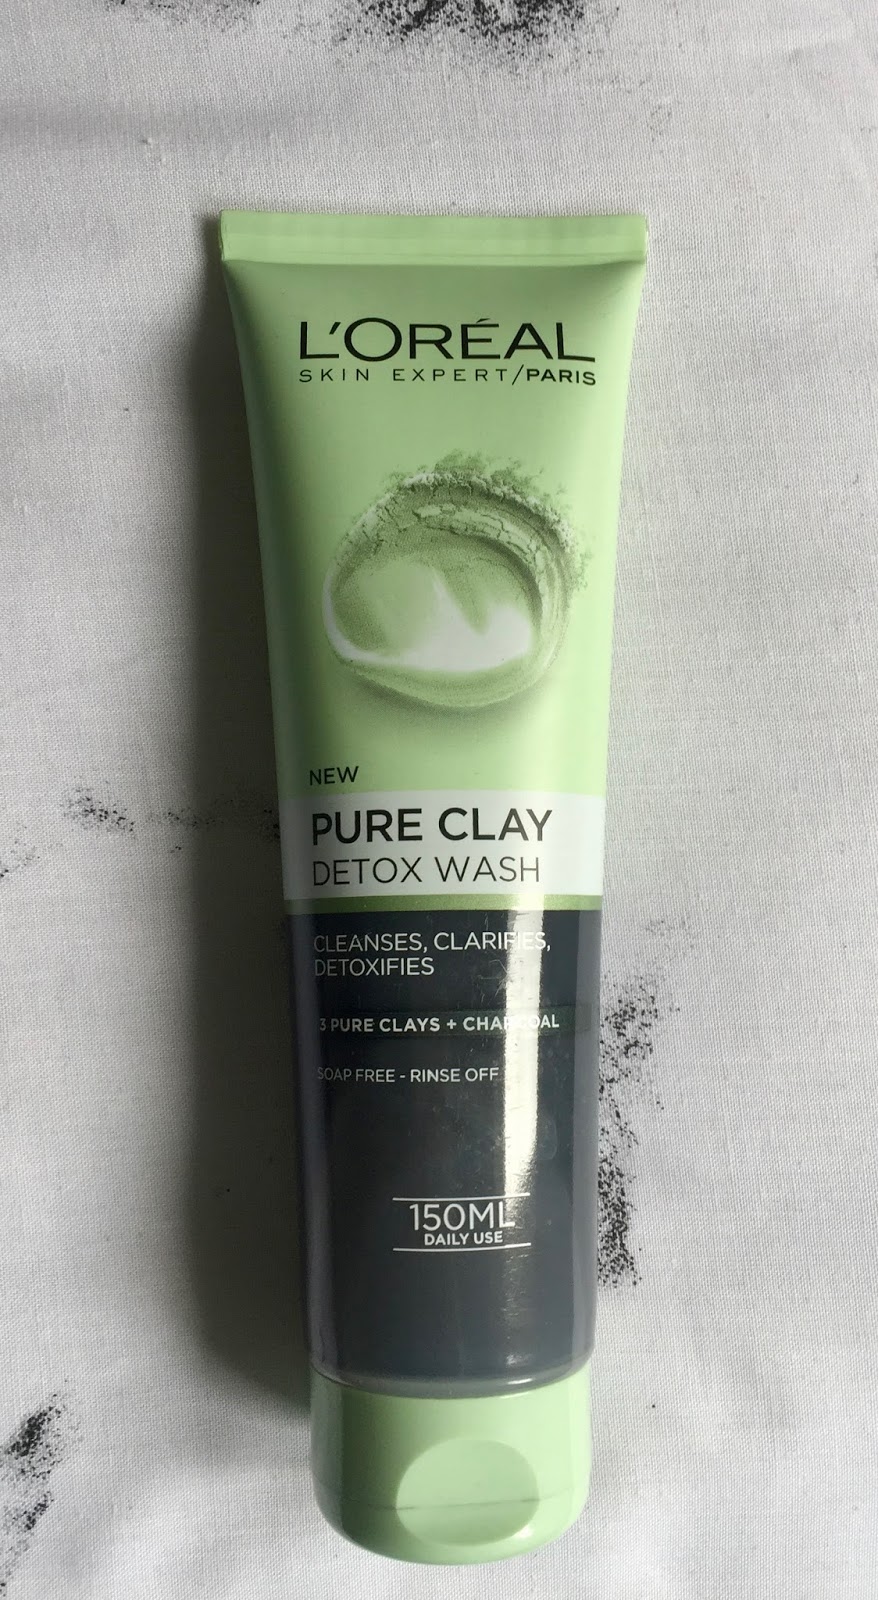 L'ORÉAL
SKIN EXPERT/PARIS
NEW
PURE CLAY
DETOX WASH
CLEANSES, CLARIFIES,
DETOXIFIES
3 PURE CLAYS + CHARCOAL
SOAP FREE - RINSE OFF
150ML
DAILY USE